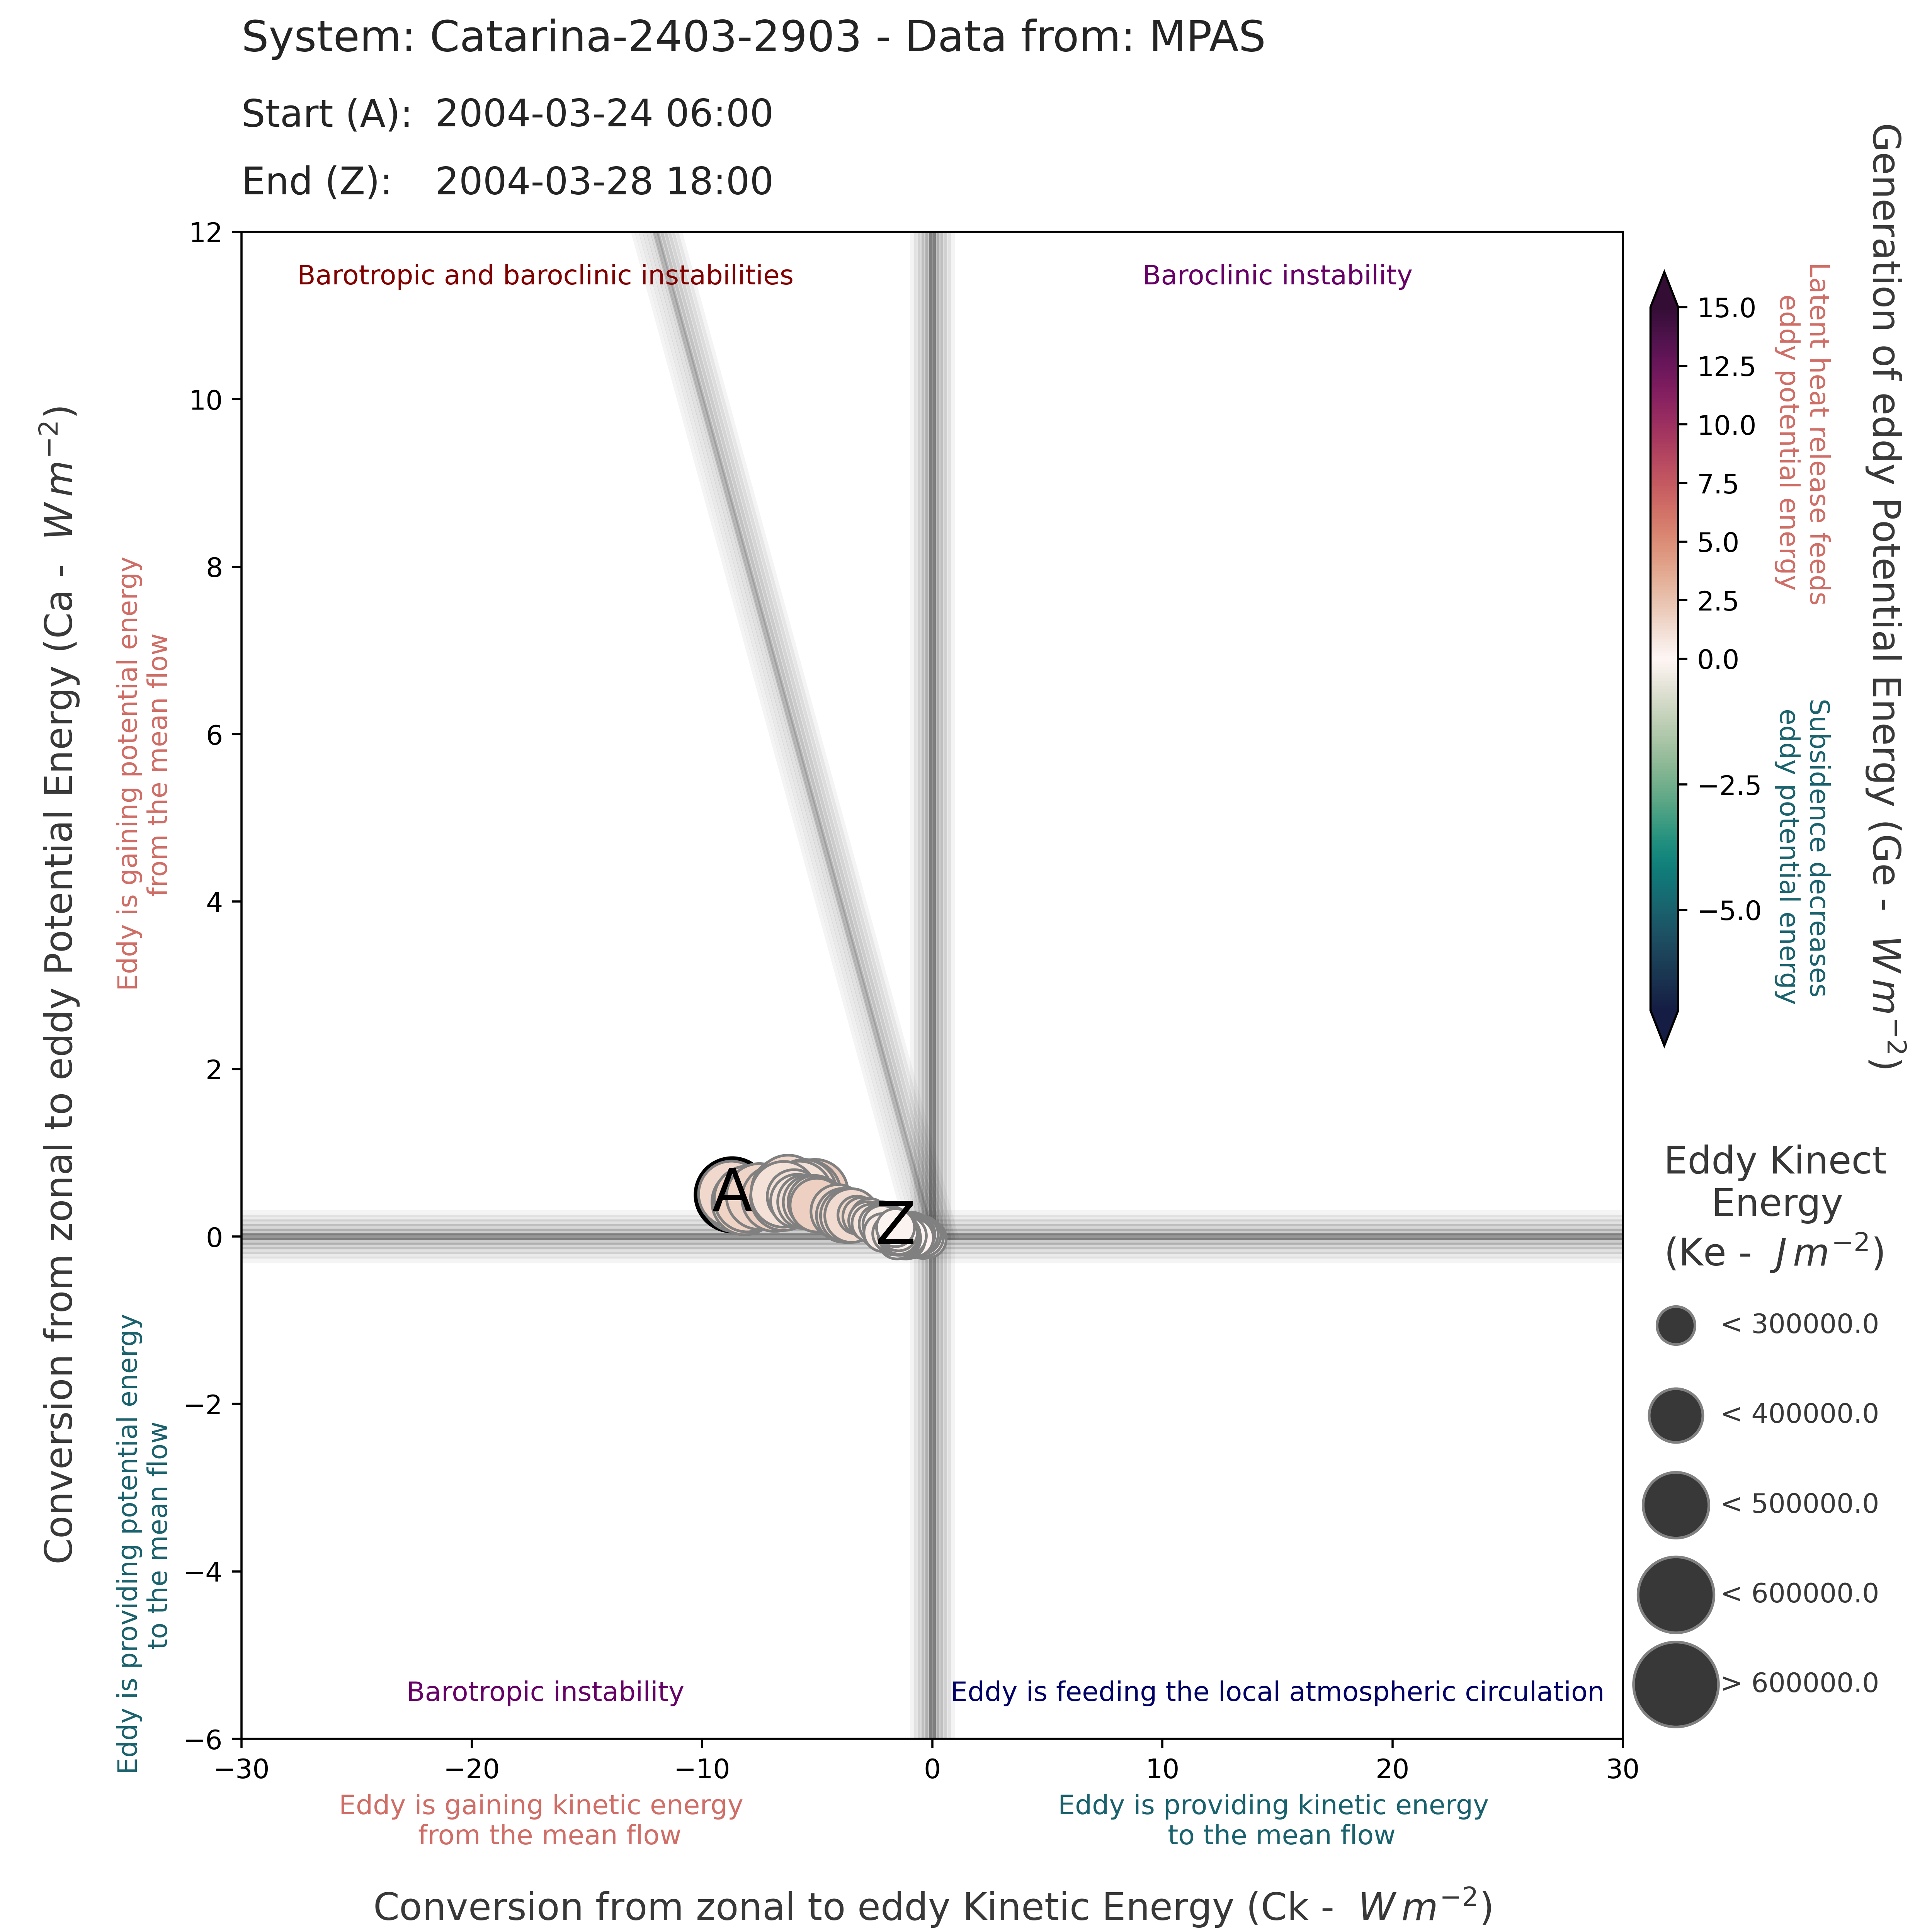 System: Catarina-2403-2903 - Data from: MPAS
Start (A): 2004-03-24 06:00
End (Z): 2004-03-28 18:00
Conversion from zonal to eddy Potential Energy (Ca - W m⁻²)
Eddy is gaining potential energy
from the mean flow
Eddy is providing potential energy
to the mean flow
12
10
8
6
4
2
0
−2
−4
−6
Barotropic and baroclinic instabilities
Baroclinic instability
A
Z
Barotropic instability
Eddy is feeding the local atmospheric circulation
−30
−20
−10
0
10
20
30
Eddy is gaining kinetic energy
from the mean flow
Eddy is providing kinetic energy
to the mean flow
Conversion from zonal to eddy Kinetic Energy (Ck - W m⁻²)
15.0
12.5
10.0
7.5
5.0
2.5
0.0
−2.5
−5.0
Latent heat release feeds
eddy potential energy
Subsidence decreases
eddy potential energy
Generation of eddy Potential Energy (Ge - W m⁻²)
Eddy Kinect
Energy
(Ke - J m⁻²)
< 300000.0
< 400000.0
< 500000.0
< 600000.0
> 600000.0